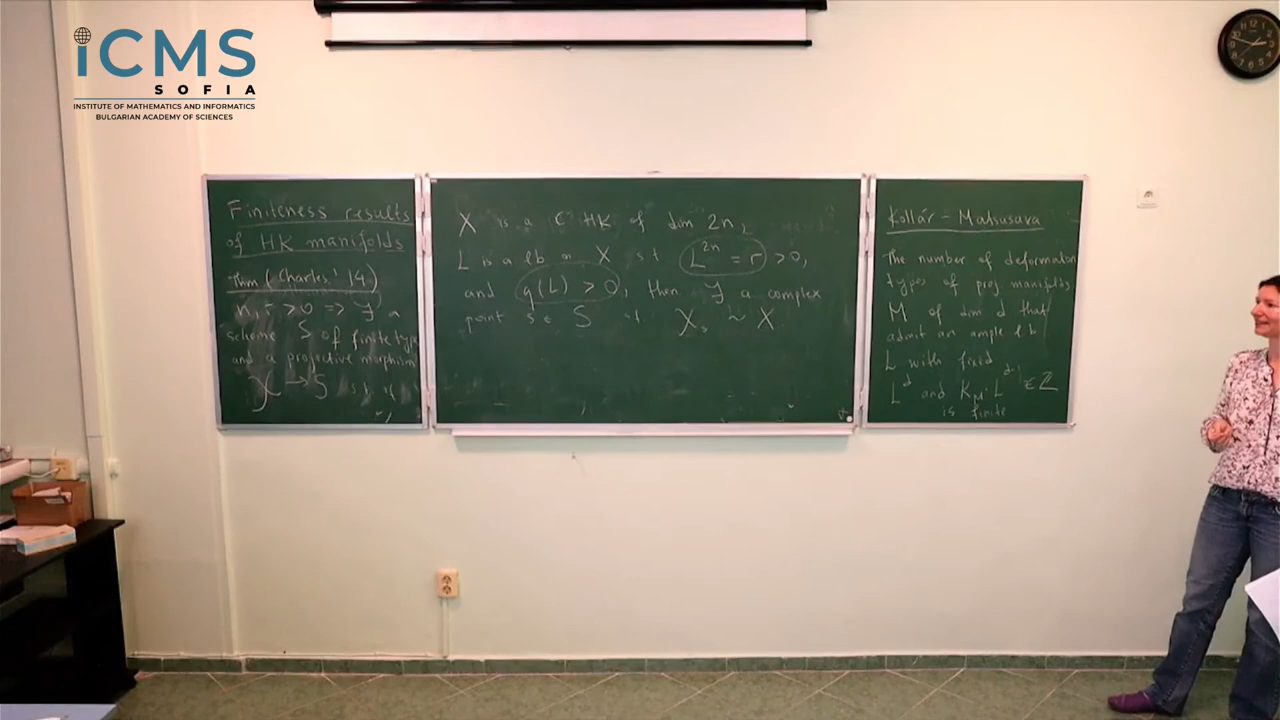 iCMS
SOFIA
INSTITUTE OF MATHEMATICS AND INFORMATICS
BULGARIAN ACADEMY OF SCIENCES
Finiteness results
of HK manifolds
Thm (Charles' 14)
n, r > 0 => ∃ a
scheme S of finite type
and a projective morphism
𝒳 → S s.t. if
X is a C HK of dim 2n,
L is a lb on X s.t L^{2n} = r > 0,
and q(L) > 0, then ∃ a complex
point s ∈ S st. 𝒳_s ≃ X
Kollár - Matsusava
The number of deformation
types of proj manifolds
M of dim d that
admit an ample l.b
L with fixed
L^d and K_M · L^{d-1} ∈ ℤ
is finite